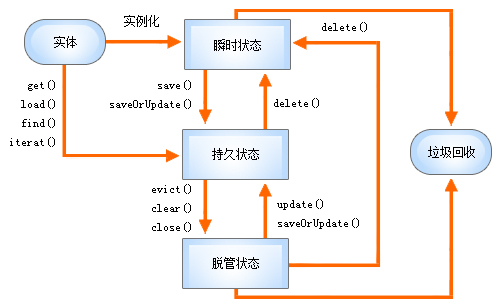 实例化
delete()
实体
瞬时状态
get()
load()
find()
iterat()
save()
saveOrUpdate()
delete()
持久状态
垃圾回收
evict()
clear()
close()
update()
saveOrUpdate()
脱管状态